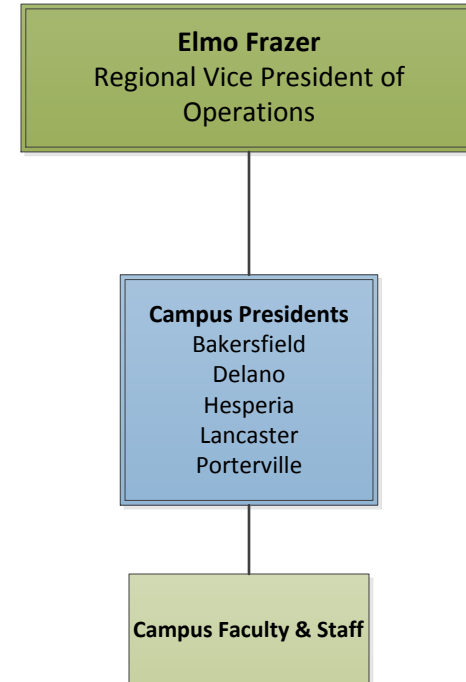 Elmo Frazer
Regional Vice President of
Operations
Campus Presidents
Bakersfield
Delano
Hesperia
Lancaster
Porterville
Campus Faculty & Staff